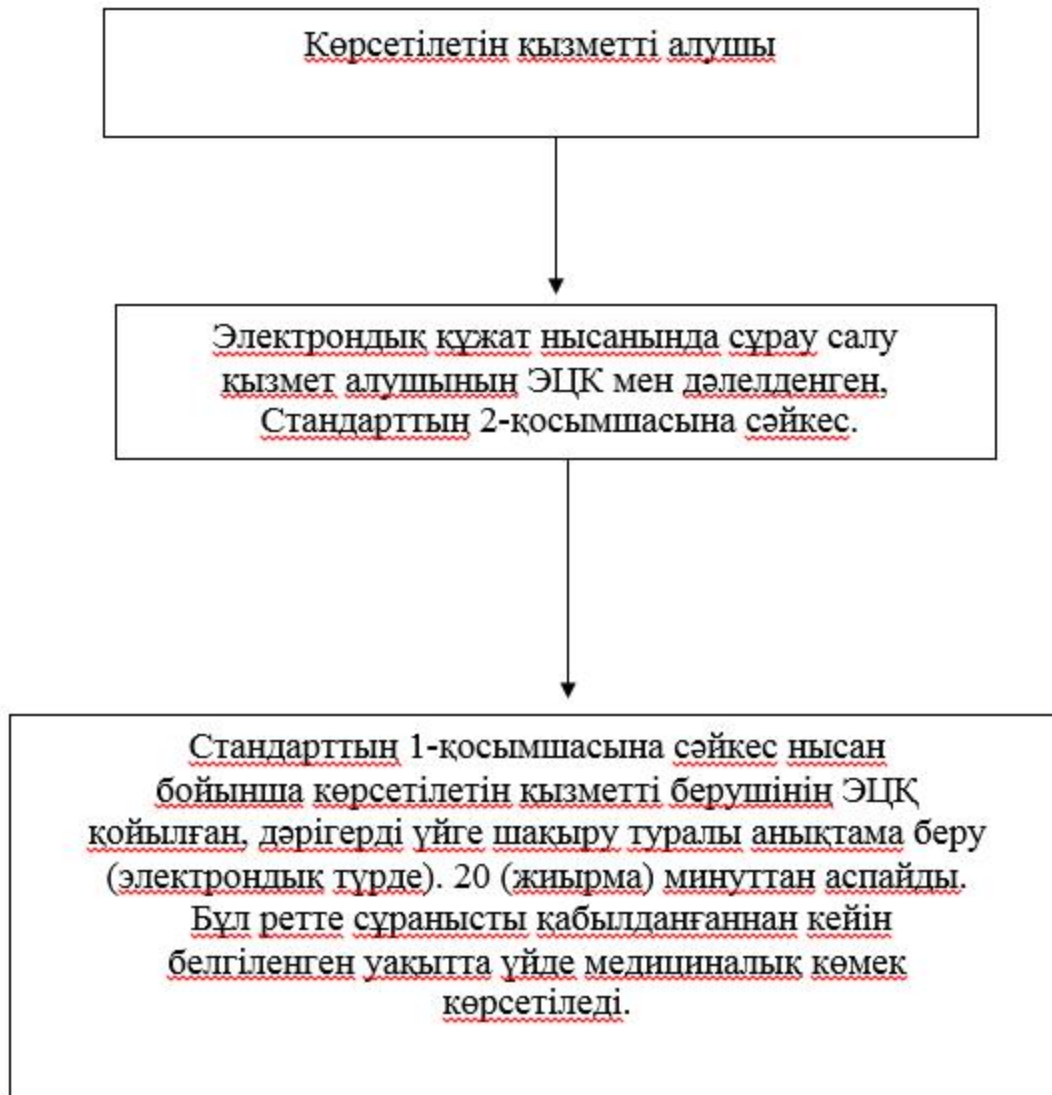 Көрсетілетін қызметті алушы
Электрондық құжат нысанында сұрау салу
қызмет алушының ЭЦК мен дәлелденген,
Стандарттың 2-қосымшасына сәйкес.
Стандарттың 1-қосымшасына сәйкес нысан
бойынша көрсетілетін қызметті берушінің ЭЦҚ
қойылған, дәрігерді үйге шақыру туралы анықтама беру
(электрондық түрде). 20 (жиырма) минуттан аспайды.
Бұл ретте сұранысты қабылданғаннан кейін
белгіленген уақытта үйде медициналық көмек
көрсетіледі.